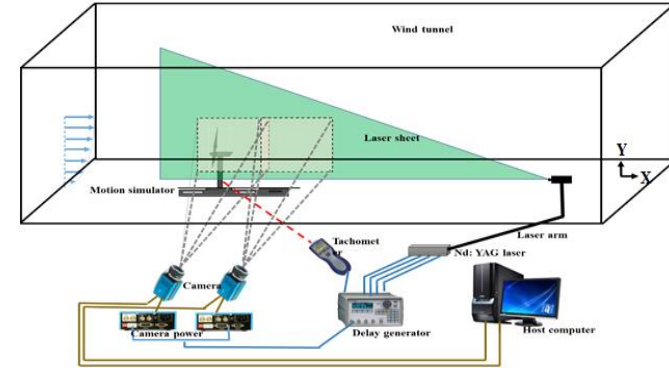 Wind tunnel
Laser sheet
Y
X
Motion simulator
Laser arm
Tachomet
er
Nd: YAG laser
Camera
Camera power
Delay generator
Host computer